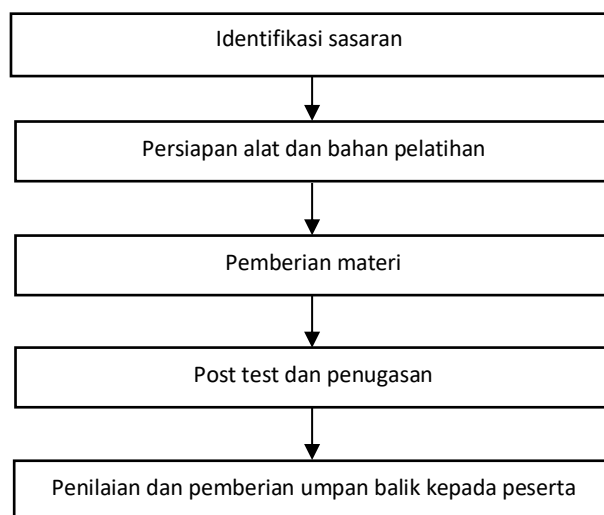 Identifikasi sasaran
Persiapan alat dan bahan pelatihan
Pemberian materi
Post test dan penugasan
Penilaian dan pemberian umpan balik kepada peserta